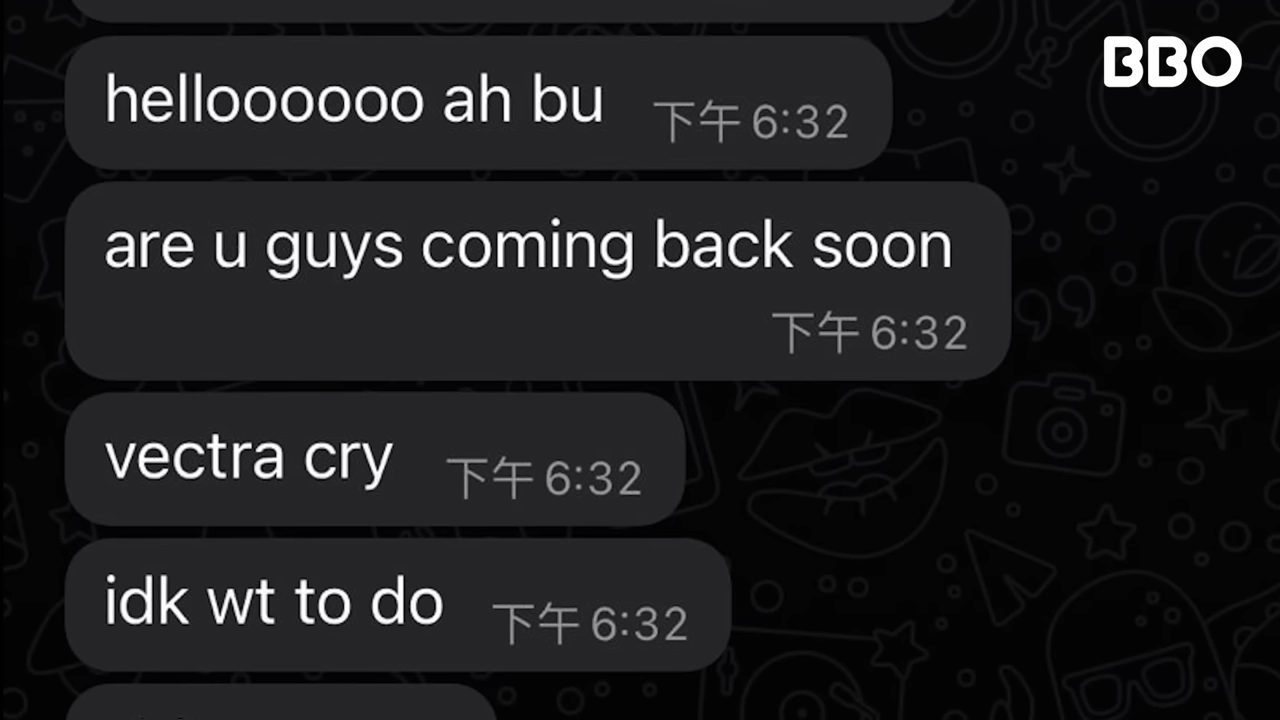 BBO
helloooooo ah bu 下午 6:32
are u guys coming back soon
下午 6:32
vectra cry 下午 6:32
idk wt to do 下午 6:32